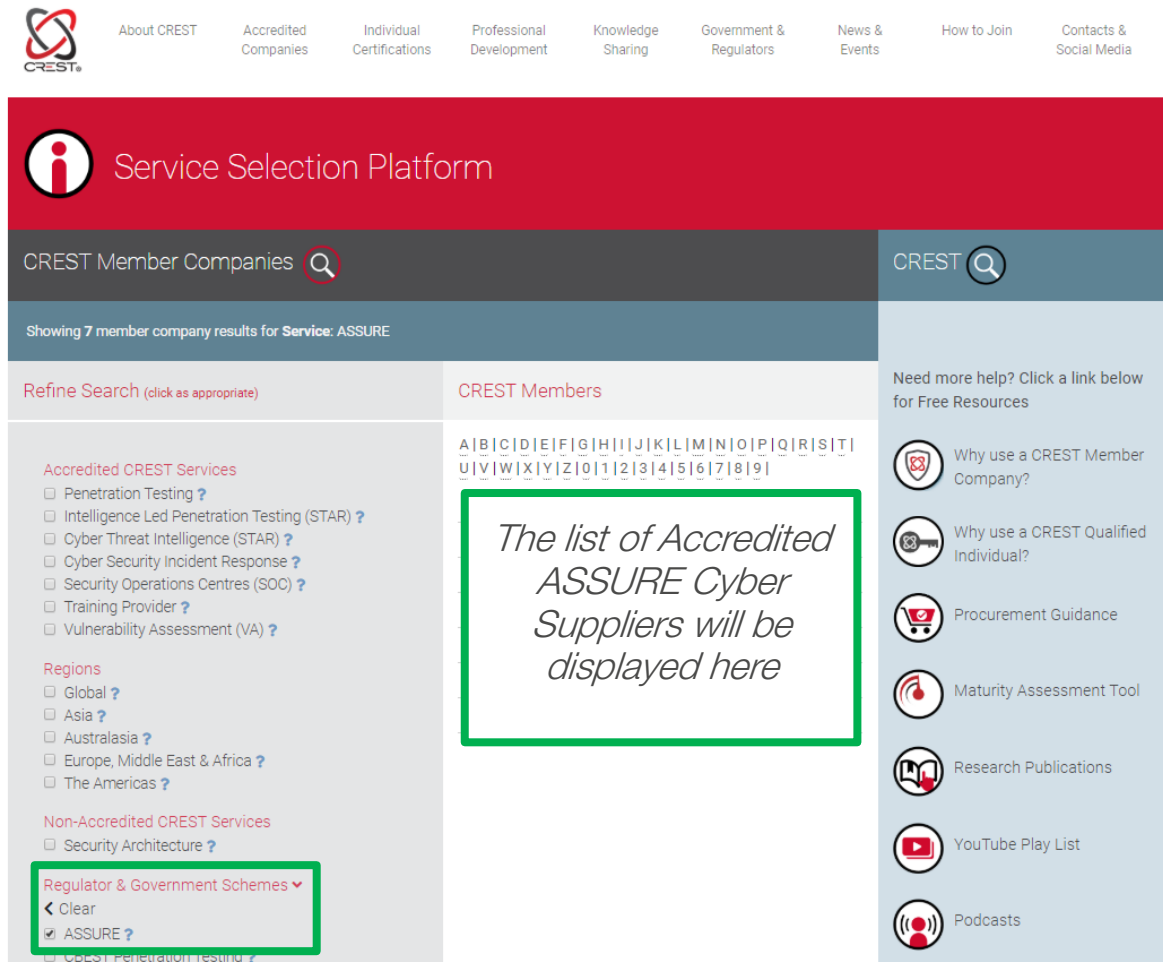 About CREST
Accredited
Companies
Individual
Certifications
Professional
Development
Knowledge
Sharing
Government &
Regulators
News &
Events
How to Join
Contacts &
Social Media
CREST®
Service Selection Platform
CREST Member Companies
CREST
Showing 7 member company results for Service: ASSURE
Refine Search (click as appropriate)
Accredited CREST Services
Penetration Testing ?
Intelligence Led Penetration Testing (STAR) ?
Cyber Threat Intelligence (STAR) ?
Cyber Security Incident Response ?
Security Operations Centres (SOC) ?
Training Provider ?
Vulnerability Assessment (VA) ?
Regions
Global ?
Asia ?
Australasia ?
Europe, Middle East & Africa ?
The Americas ?
Non-Accredited CREST Services
Security Architecture ?
Regulator & Government Schemes
Clear
ASSURE ?
CBEST Penetration Testing ?
CREST Members
A|B|C|D|E|F|G|H|I|J|K|L|M|N|O|P|Q|R|S|T|
U|V|W|X|Y|Z|0|1|2|3|4|5|6|7|8|9|
The list of Accredited
ASSURE Cyber
Suppliers will be
displayed here
Need more help? Click a link below
for Free Resources
Why use a CREST Member
Company?
Why use a CREST Qualified
Individual?
Procurement Guidance
Maturity Assessment Tool
Research Publications
YouTube Play List
Podcasts